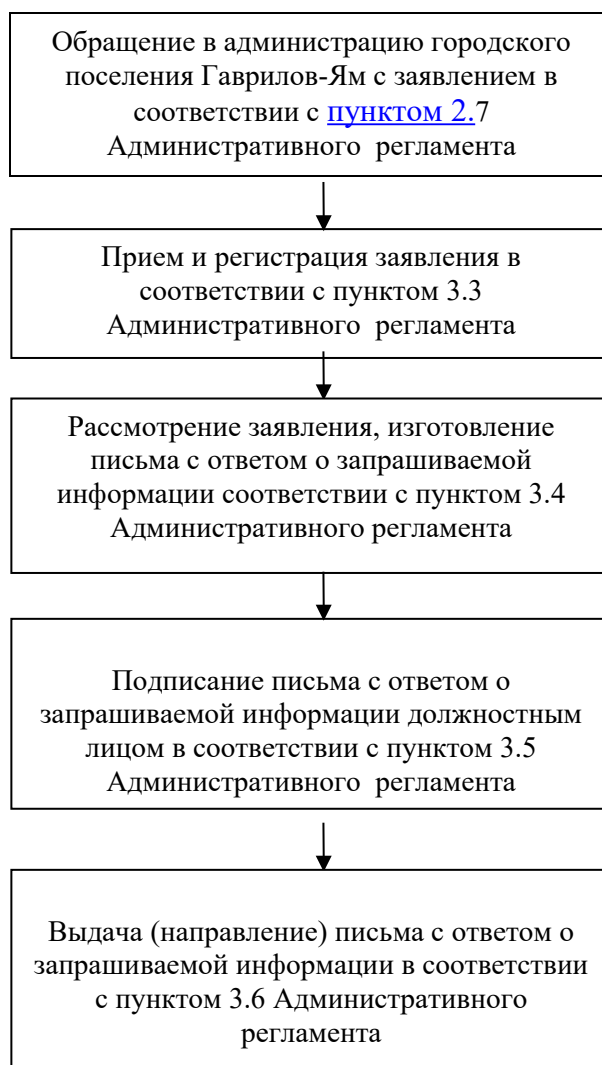 Обращение в администрацию городского
поселения Гаврилов-Ям с заявлением в
соответствии с пунктом 2.7
Административного регламента
Прием и регистрация заявления в
соответствии с пунктом 3.3
Административного регламента
Рассмотрение заявления, изготовление
письма с ответом о запрашиваемой
информации соответствии с пунктом 3.4
Административного регламента
Подписание письма с ответом о
запрашиваемой информации должностным
лицом в соответствии с пунктом 3.5
Административного регламента
Выдача (направление) письма с ответом о
запрашиваемой информации в соответствии
с пунктом 3.6 Административного
регламента